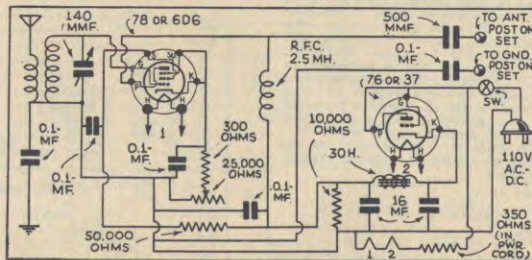 140
MMF.
78 OR 6D6
G
SU
P
K
H
H
1
0.1-
MF.
0.1-
MF.
0.1-
MF.
300
OHMS
25,000
OHMS
50,000
OHMS
R.F.C.
2.5 MH.
.0.1-
MF.
500
MMF.
0.1-
MF.
TO ANT.
POST ON
SET
TO GND.
POST ON
SET
SW.
76 OR 37
G
P
K
H
H
2
10,000
OHMS
30H.
16
MF.
110V.
A.C.-
D.C.
350
OHMS
(IN
PWR.
CORD)
1
2